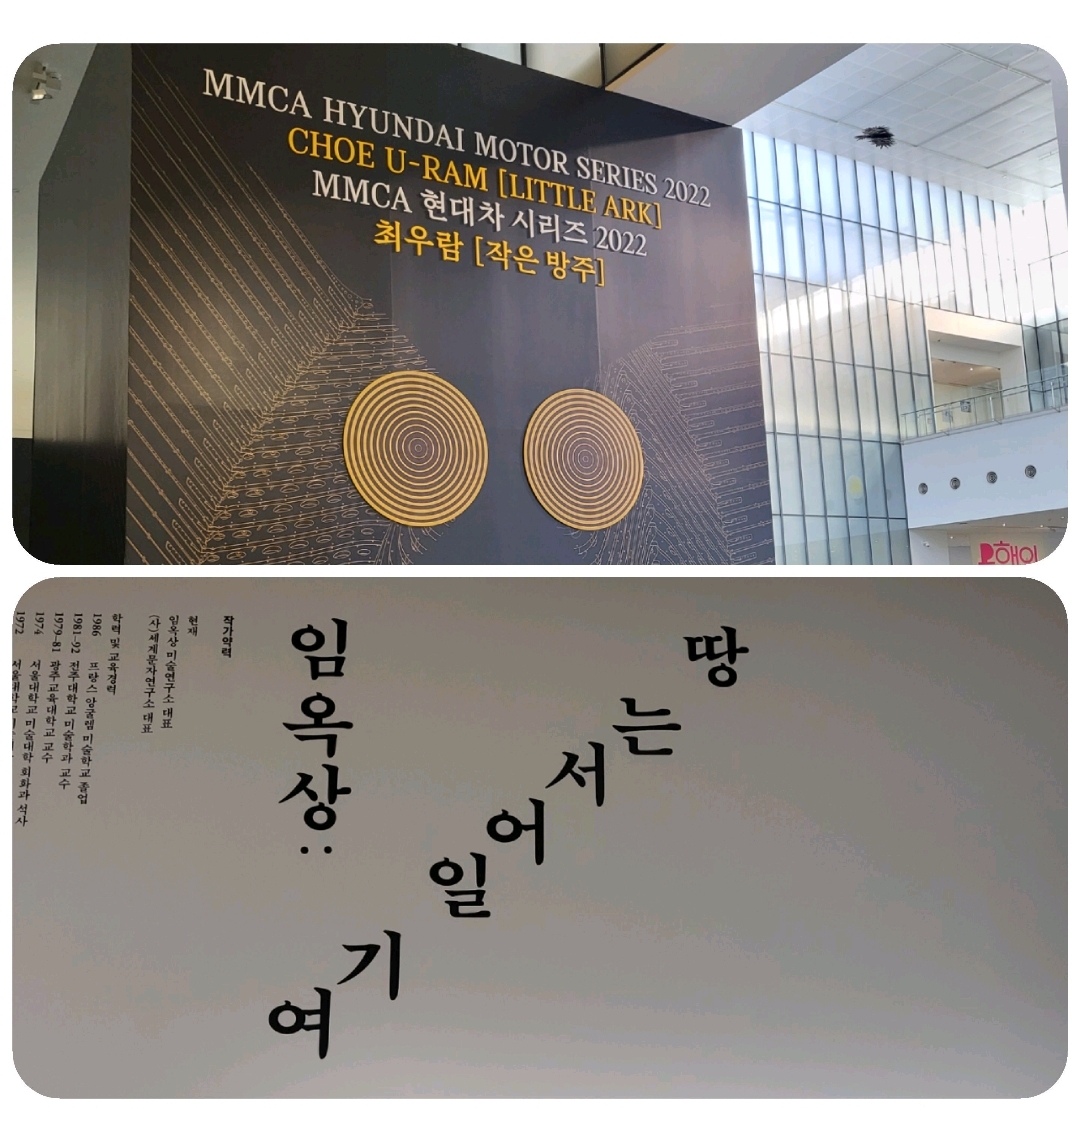 MMCA HYUNDAI MOTOR SERIES 2022
CHOE U-RAM [LITTLE ARK]
MMCA 현대차 시리즈 2022
최우람 [작은 방주]
임옥상:
여기 일어서는 땅
작가약력
현재
임옥상 미술연구소 대표
(사)세계문자연구소 대표
학력 및 교육경력
1986 프랑스 앙굴렘 미술학교 졸업
1981-92 전주대학교 미술학과 교수
1979-81 광주교육대학교 교수
1974 서울대학교 미술대학 회화과 석사
1972